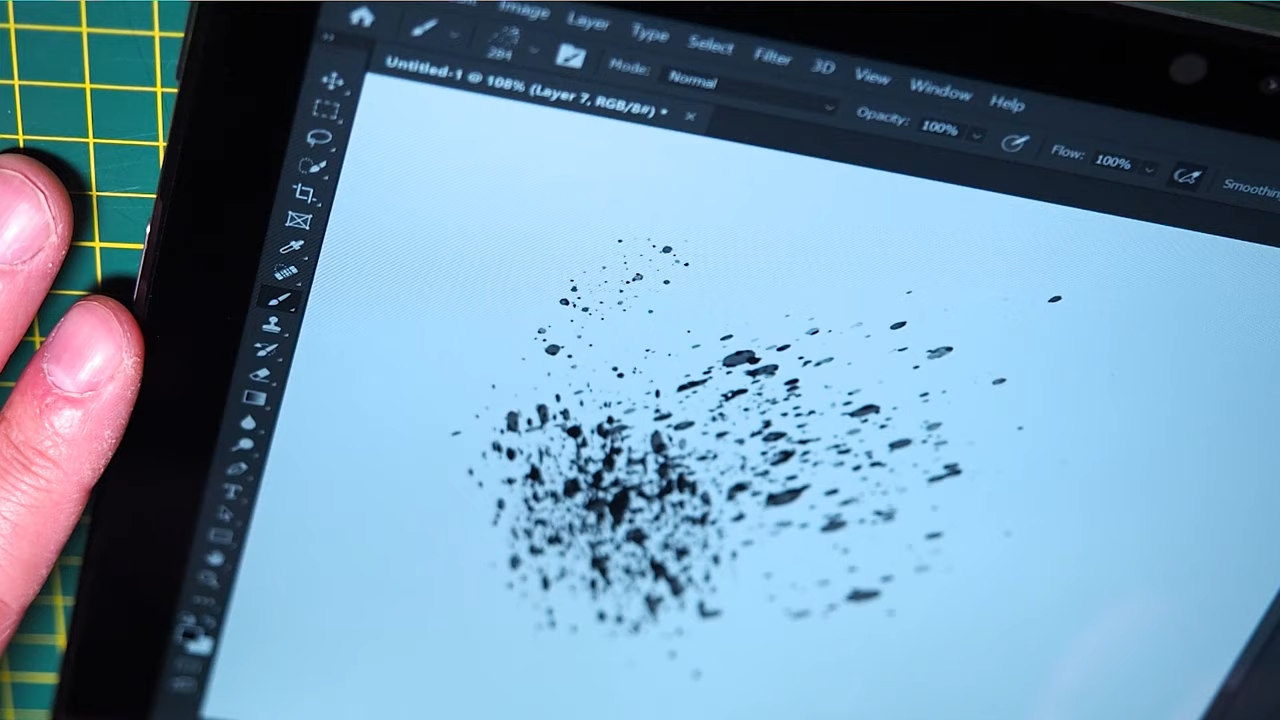 Image Layer Type Select Filter 3D View Window Help
284 Mode: Normal Opacity: 100% Flow: 100% Smoothin
Untitled-1 @ 108% (Layer 7, RGB/8#) * ×